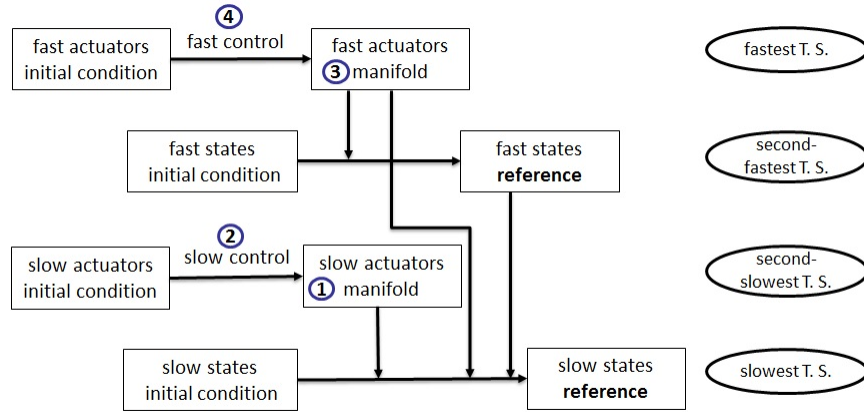 4
fast actuators
initial condition
fast control
fast actuators
3 manifold
fastest T. S.
fast states
initial condition
fast states
reference
second-
fastest T. S.
2
slow actuators
initial condition
slow control
slow actuators
1 manifold
second-
slowest T. S.
slow states
initial condition
slow states
reference
slowest T. S.